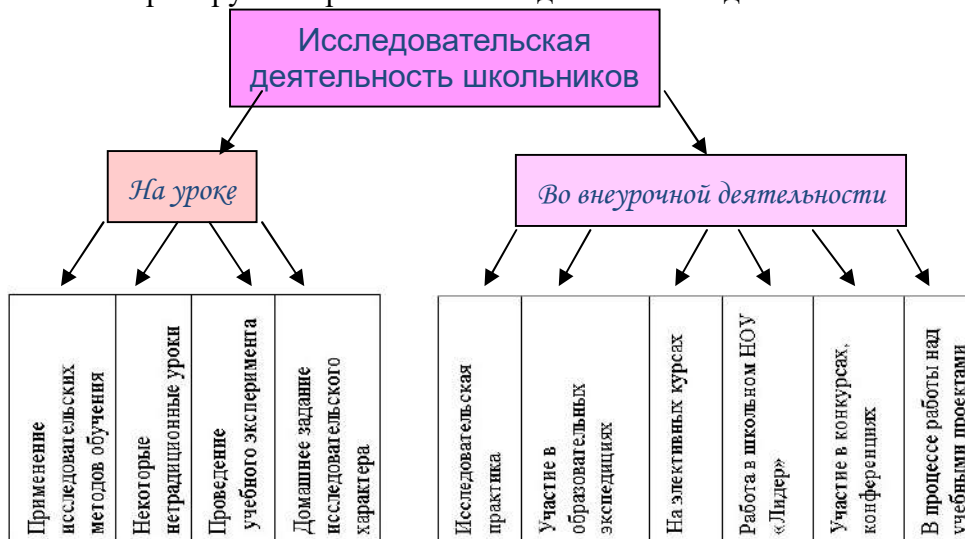 Исследовательская
деятельность школьников
На уроке
Во внеурочной деятельности
Применение
исследовательских
методов обучения
Некоторые
нетрадиционные уроки
Проведение
учебного эксперимента
Домашнее задание
исследовательского
характера
Исследовательская
практика
Участие в
образовательных
экспедициях
На элективных курсах
Работа в школьном НОУ
«Лидер»
Участие в конкурсах,
конференциях
В процессе работы над
учебными проектами